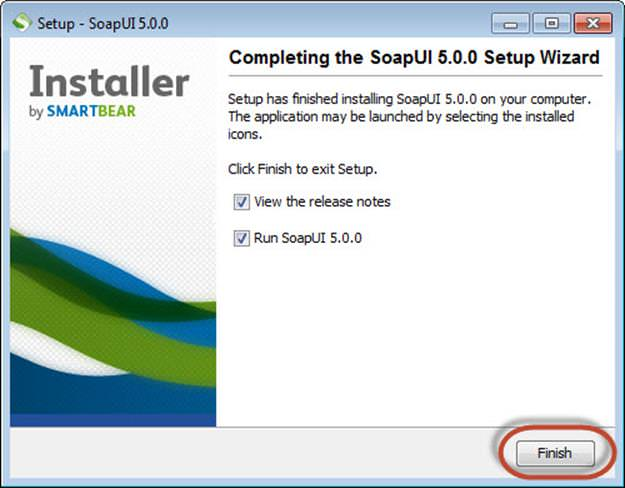 Setup - SoapUI 5.0.0
Installer
by SMARTBEAR
Completing the SoapUI 5.0.0 Setup Wizard
Setup has finished installing SoapUI 5.0.0 on your computer.
The application may be launched by selecting the installed
icons.
Click Finish to exit Setup.
View the release notes
Run SoapUI 5.0.0
Finish